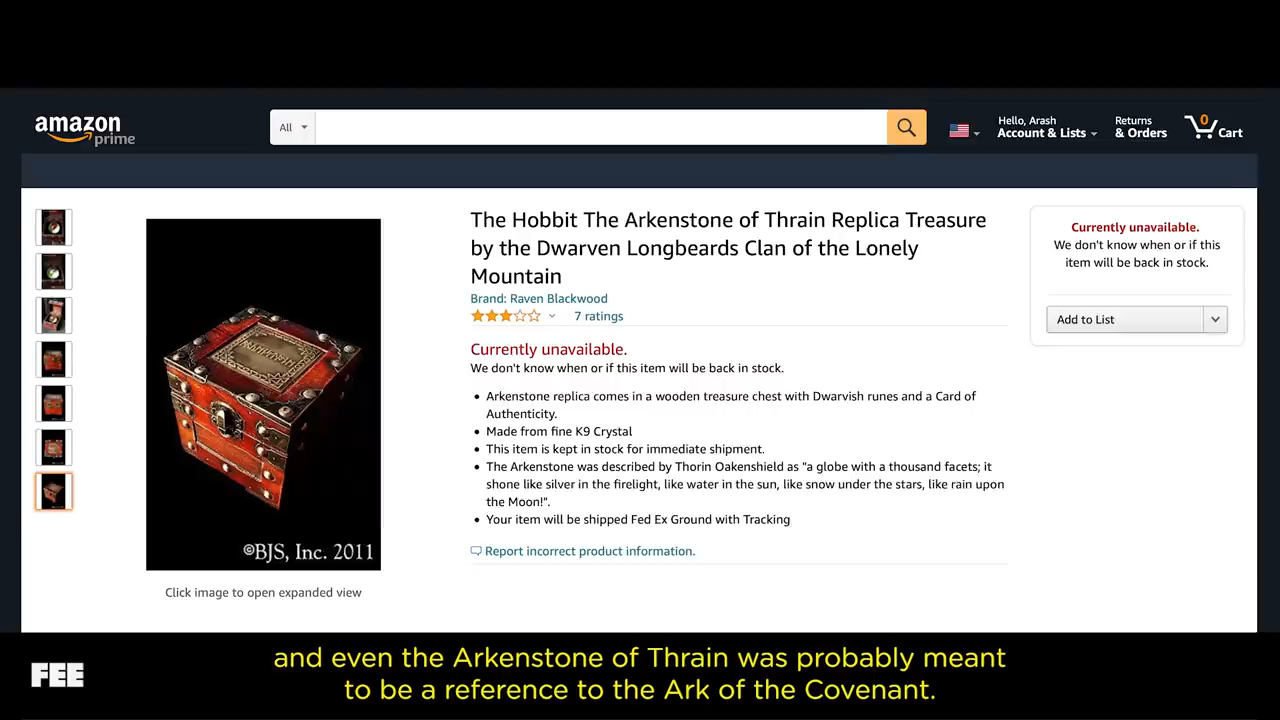 amazon
prime
All
Hello, Arash
Account & Lists
Returns
& Orders
0
Cart
The Hobbit The Arkenstone of Thrain Replica Treasure
by the Dwarven Longbeards Clan of the Lonely
Mountain
Brand: Raven Blackwood
7 ratings
Currently unavailable.
We don't know when or if this item will be back in stock.
Arkenstone replica comes in a wooden treasure chest with Dwarvish runes and a Card of
Authenticity.
Made from fine K9 Crystal
This item is kept in stock for immediate shipment.
The Arkenstone was described by Thorin Oakenshield as "a globe with a thousand facets; it
shone like silver in the firelight, like water in the sun, like snow under the stars, like rain upon
the Moon!".
Your item will be shipped Fed Ex Ground with Tracking
Report incorrect product information.
Currently unavailable.
We don't know when or if this
item will be back in stock.
Add to List
©BJS, Inc. 2011
Click image to open expanded view
FEE
and even the Arkenstone of Thrain was probably meant
to be a reference to the Ark of the Covenant.